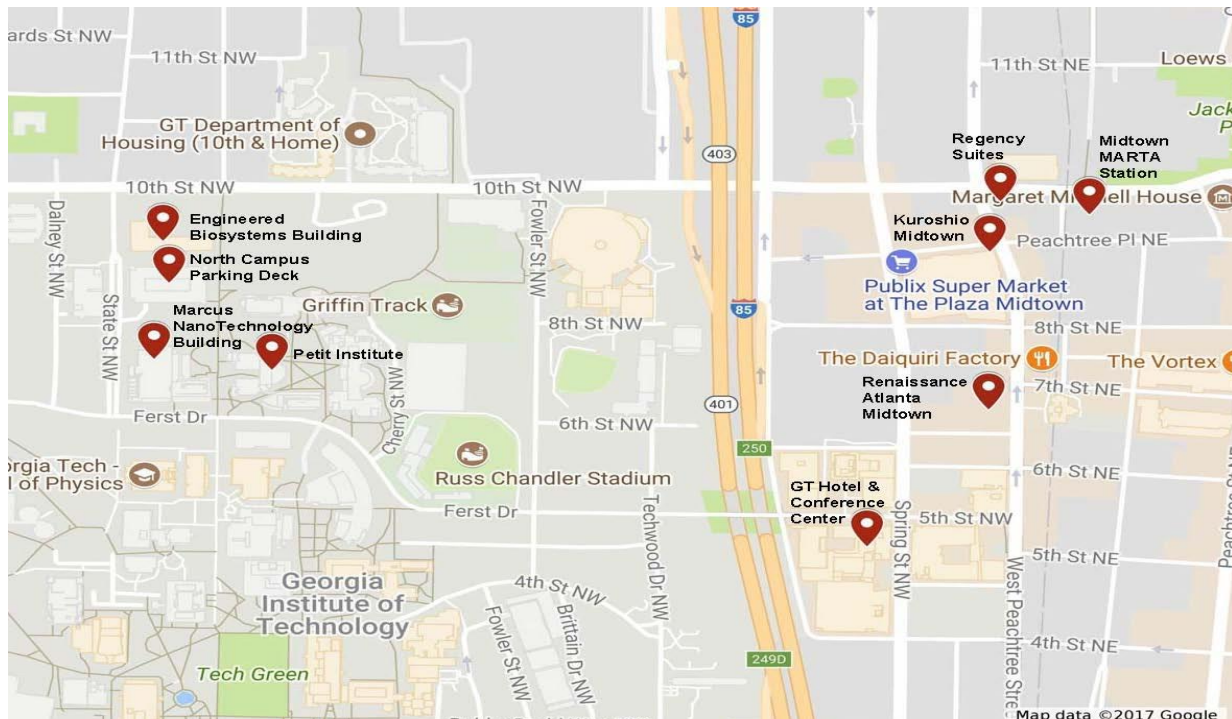 85
ards St NW
11th St NW
11th St NE
Loews
GT Department of
Housing (10th & Home)
Jack
403
Regency
Suites
Midtown
MARTA
Station
10th St NW
10th St NW
Margaret Mitchell House
Dalney St NW
Engineered
Biosystems Building
Fowler St NW
Kuroshio
Midtown
Peachtree Pl NE
North Campus
Parking Deck
Publix Super Market
at The Plaza Midtown
State St NW
Griffin Track
85
Marcus
NanoTechnology
Building
8th St NW
8th St NE
Petit Institute
The Daiquiri Factory
The Vortex
Renaissance
Atlanta
Midtown
7th St NE
Cherry St NW
Ferst Dr
401
6th St NW
250
orgia Tech -
l of Physics
Russ Chandler Stadium
6th St NE
GT Hotel &
Conference
Center
Ferst Dr
Techwood Dr NW
Spring St NW
5th St NW
5th St NE
West Peachtree Stree
Georgia
Institute of
Technology
4th St NW
Fowler St NW
Brittain Dr NW
4th St NE
249D
Tech Green
Map data ©2017 Google